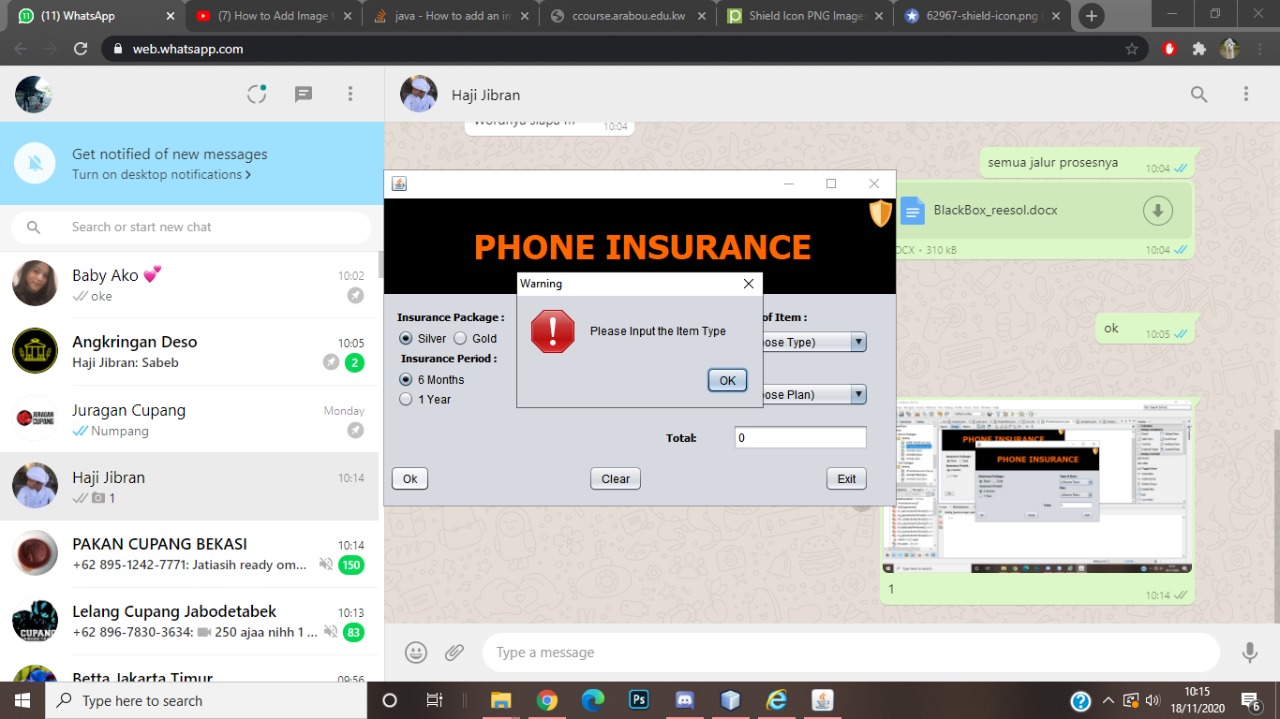 (11) WhatsApp
(7) How to Add Image t
java - How to add an im
ccourse.arabou.edu.kw
Shield Icon PNG Image
62967-shield-icon.png (
web.whatsapp.com
Get notified of new messages
Turn on desktop notifications >
Search or start new chat
Baby Ako 💕 10:02
oke
Angkringan Deso 10:05
Haji Jibran: Sabeb 2
Juragan Cupang Monday
Numpang
Haji Jibran 10:14
1
PAKAN CUPANG BEKASI 10:14
+62 895-1242-7771: Jatiasih ready om... 150
Lelang Cupang Jabodetabek 10:13
+62 896-7830-3634: 250 ajaa nihh 1 ... 83
Betta Jakarta Timur 09:56
Haji Jibran
10:04
semua jalur prosesnya 10:04
BlackBox_reesol.docx
OCX • 310 kB 10:04
ok 10:05
PHONE INSURANCE
1
10:14
Type a message
PHONE INSURANCE
Insurance Package :
Silver Gold
Insurance Period :
6 Months
1 Year
of Item :
ose Type)
ose Plan)
Total: 0
Ok Clear Exit
Warning
Please Input the Item Type
OK
JURAGAN
CUPANG
CUPANG
Type here to search
Ps
10:15
18/11/2020
6